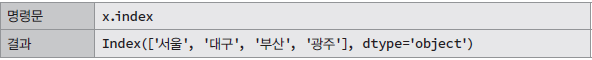 명령문 x.index
결과 Index(['서울', '대구', '부산', '광주'], dtype='object')